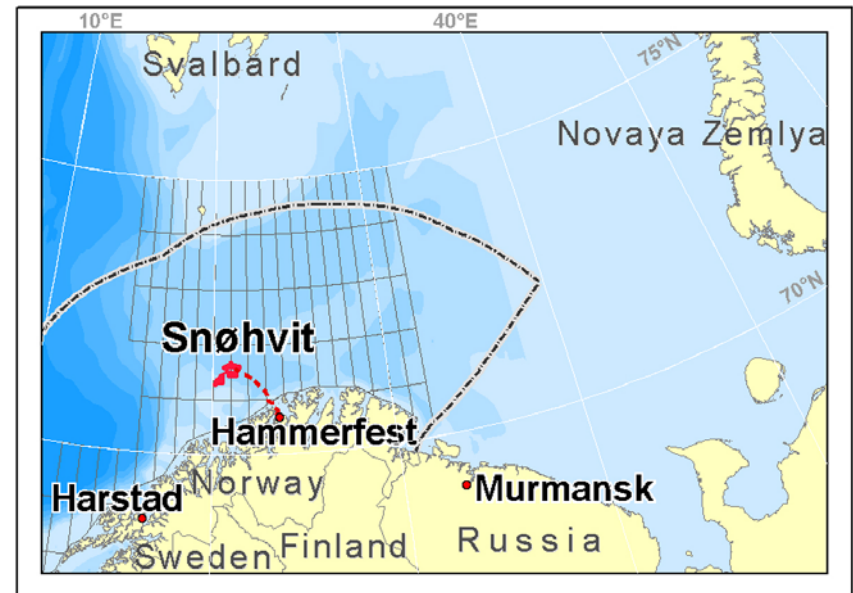 10°E
40°E
75°N
Svalbard
Novaya Zemlya
70°N
Snøhvit
Hammerfest
Norway
Harstad
Murmansk
Sweden
Finland
Russia